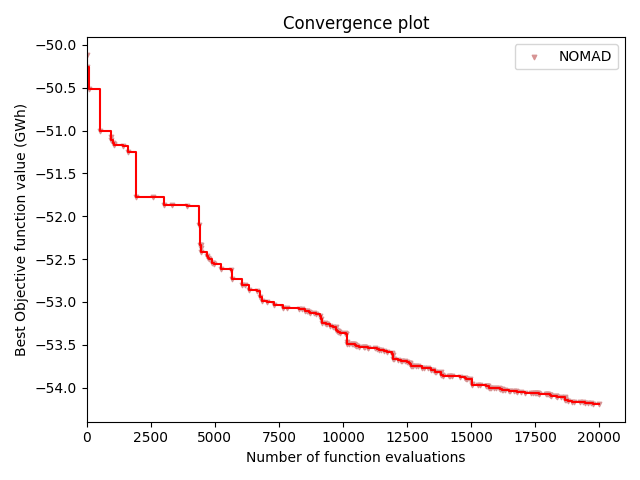 Convergence plot
NOMAD
Best Objective function value (GWh)
−50.0
−50.5
−51.0
−51.5
−52.0
−52.5
−53.0
−53.5
−54.0
0 2500 5000 7500 10000 12500 15000 17500 20000
Number of function evaluations